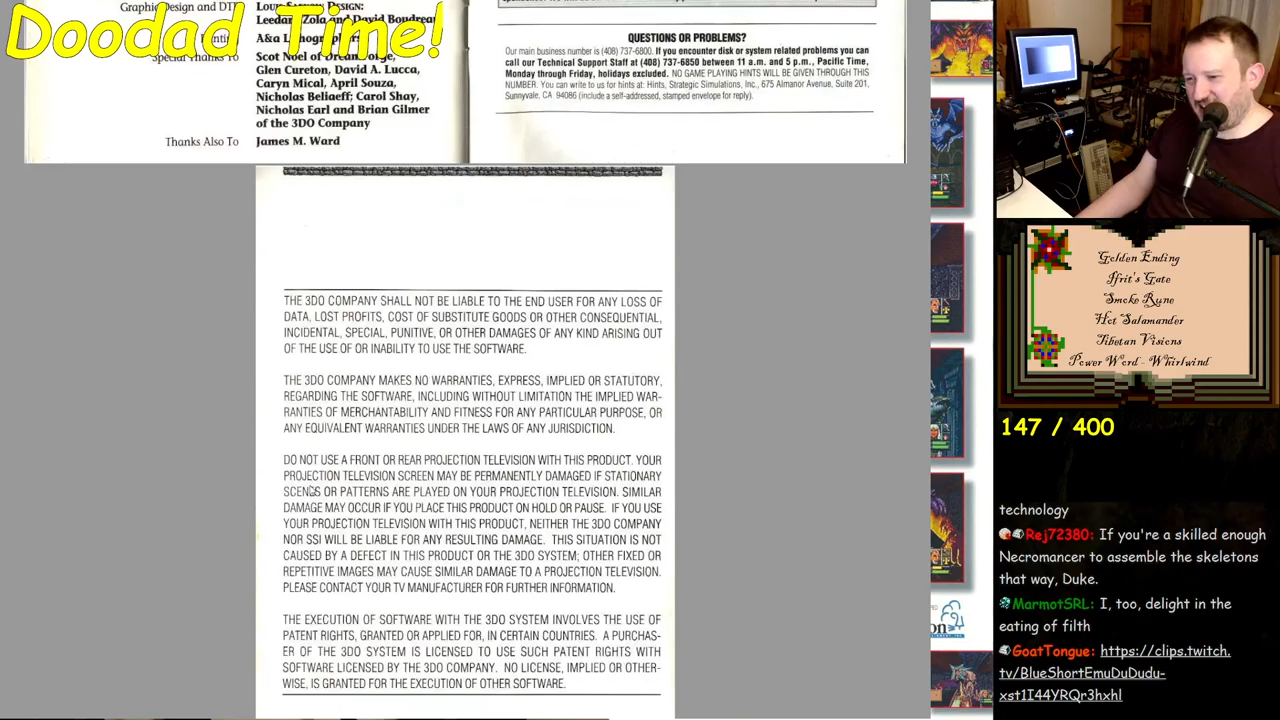 Doodad Time!
Graphic Design and DTP
Leedara Zola and David Boudreau
Special Thanks To
Scot Noel of DreamForge,
Glen Cureton, David A. Lucca,
Caryn Mical, April Souza,
Nicholas Beliaeff; Carol Shay,
Nicholas Earl and Brian Gilmer
of the 3DO Company
Thanks Also To
James M. Ward
QUESTIONS OR PROBLEMS?
Our main business number is (408) 737-6800. If you encounter disk or system related problems you can
call our Technical Support Staff at (408) 737-6850 between 11 a.m. and 5 p.m., Pacific Time,
Monday through Friday, holidays excluded. NO GAME PLAYING HINTS WILL BE GIVEN THROUGH THIS
NUMBER. You can write to us for hints at: Hints, Strategic Simulations, Inc., 675 Almanor Avenue, Suite 201,
Sunnyvale, CA 94086 (include a self-addressed, stamped envelope for reply).
THE 3DO COMPANY SHALL NOT BE LIABLE TO THE END USER FOR ANY LOSS OF
DATA, LOST PROFITS, COST OF SUBSTITUTE GOODS OR OTHER CONSEQUENTIAL,
INCIDENTAL, SPECIAL, PUNITIVE, OR OTHER DAMAGES OF ANY KIND ARISING OUT
OF THE USE OF OR INABILITY TO USE THE SOFTWARE.
THE 3DO COMPANY MAKES NO WARRANTIES, EXPRESS, IMPLIED OR STATUTORY,
REGARDING THE SOFTWARE, INCLUDING WITHOUT LIMITATION THE IMPLIED WAR-
RANTIES OF MERCHANTABILITY AND FITNESS FOR ANY PARTICULAR PURPOSE, OR
ANY EQUIVALENT WARRANTIES UNDER THE LAWS OF ANY JURISDICTION.
DO NOT USE A FRONT OR REAR PROJECTION TELEVISION WITH THIS PRODUCT. YOUR
PROJECTION TELEVISION SCREEN MAY BE PERMANENTLY DAMAGED IF STATIONARY
SCENES OR PATTERNS ARE PLAYED ON YOUR PROJECTION TELEVISION. SIMILAR
DAMAGE MAY OCCUR IF YOU PLACE THIS PRODUCT ON HOLD OR PAUSE. IF YOU USE
YOUR PROJECTION TELEVISION WITH THIS PRODUCT, NEITHER THE 3DO COMPANY
NOR SSI WILL BE LIABLE FOR ANY RESULTING DAMAGE. THIS SITUATION IS NOT
CAUSED BY A DEFECT IN THIS PRODUCT OR THE 3DO SYSTEM; OTHER FIXED OR
REPETITIVE IMAGES MAY CAUSE SIMILAR DAMAGE TO A PROJECTION TELEVISION.
PLEASE CONTACT YOUR TV MANUFACTURER FOR FURTHER INFORMATION.
THE EXECUTION OF SOFTWARE WITH THE 3DO SYSTEM INVOLVES THE USE OF
PATENT RIGHTS, GRANTED OR APPLIED FOR, IN CERTAIN COUNTRIES. A PURCHAS-
ER OF THE 3DO SYSTEM IS LICENSED TO USE SUCH PATENT RIGHTS WITH
SOFTWARE LICENSED BY THE 3DO COMPANY. NO LICENSE, IMPLIED OR OTHER-
WISE, IS GRANTED FOR THE EXECUTION OF OTHER SOFTWARE.
Golden Ending
Ifrit's Gate
Smoke Rune
Hot Salamander
Tibetan Visions
Power Word - Whirlwind
147 / 400
technology
Rej72380: If you're a skilled enough
Necromancer to assemble the skeletons
that way, Duke.
MarmotSRL: I, too, delight in the
eating of filth
GoatTongue: https://clips.twitch.
tv/BlueShortEmuDuDudu-
xst1I44YRQr3hxhl